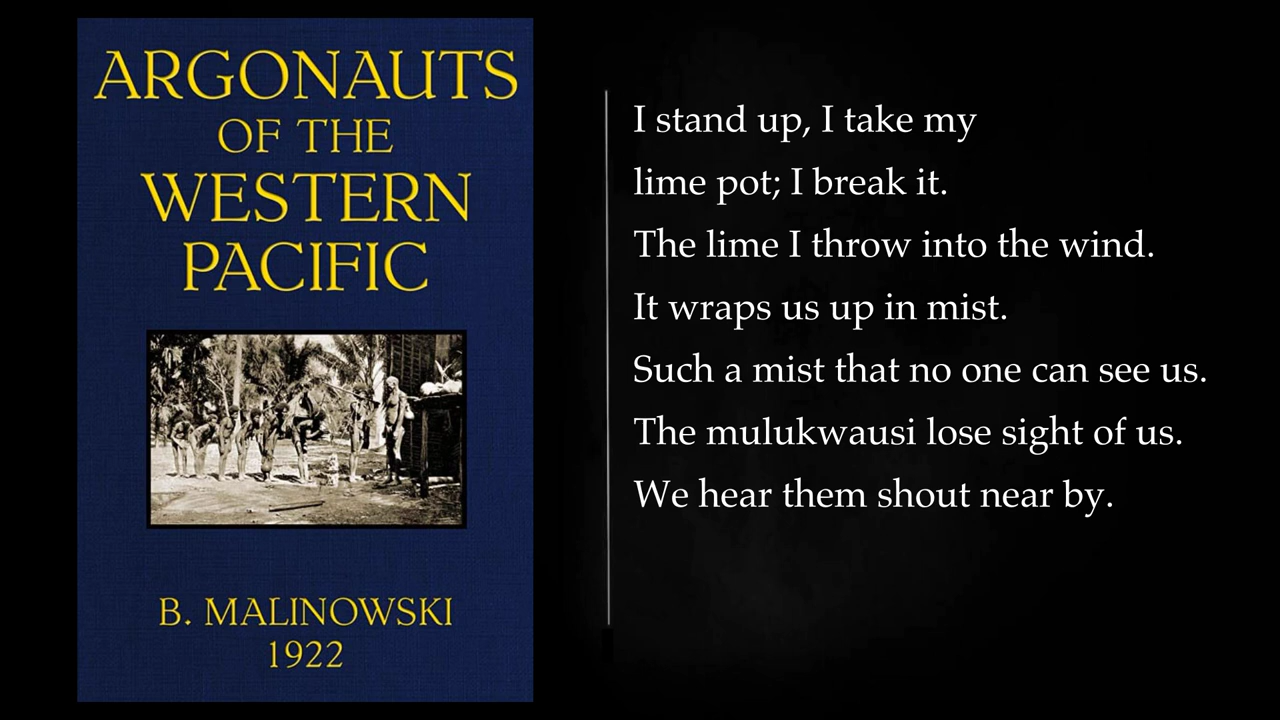 ARGONAUTS
OF THE
WESTERN
PACIFIC
B. MALINOWSKI
1922
I stand up, I take my
lime pot; I break it.
The lime I throw into the wind.
It wraps us up in mist.
Such a mist that no one can see us.
The mulukwausi lose sight of us.
We hear them shout near by.